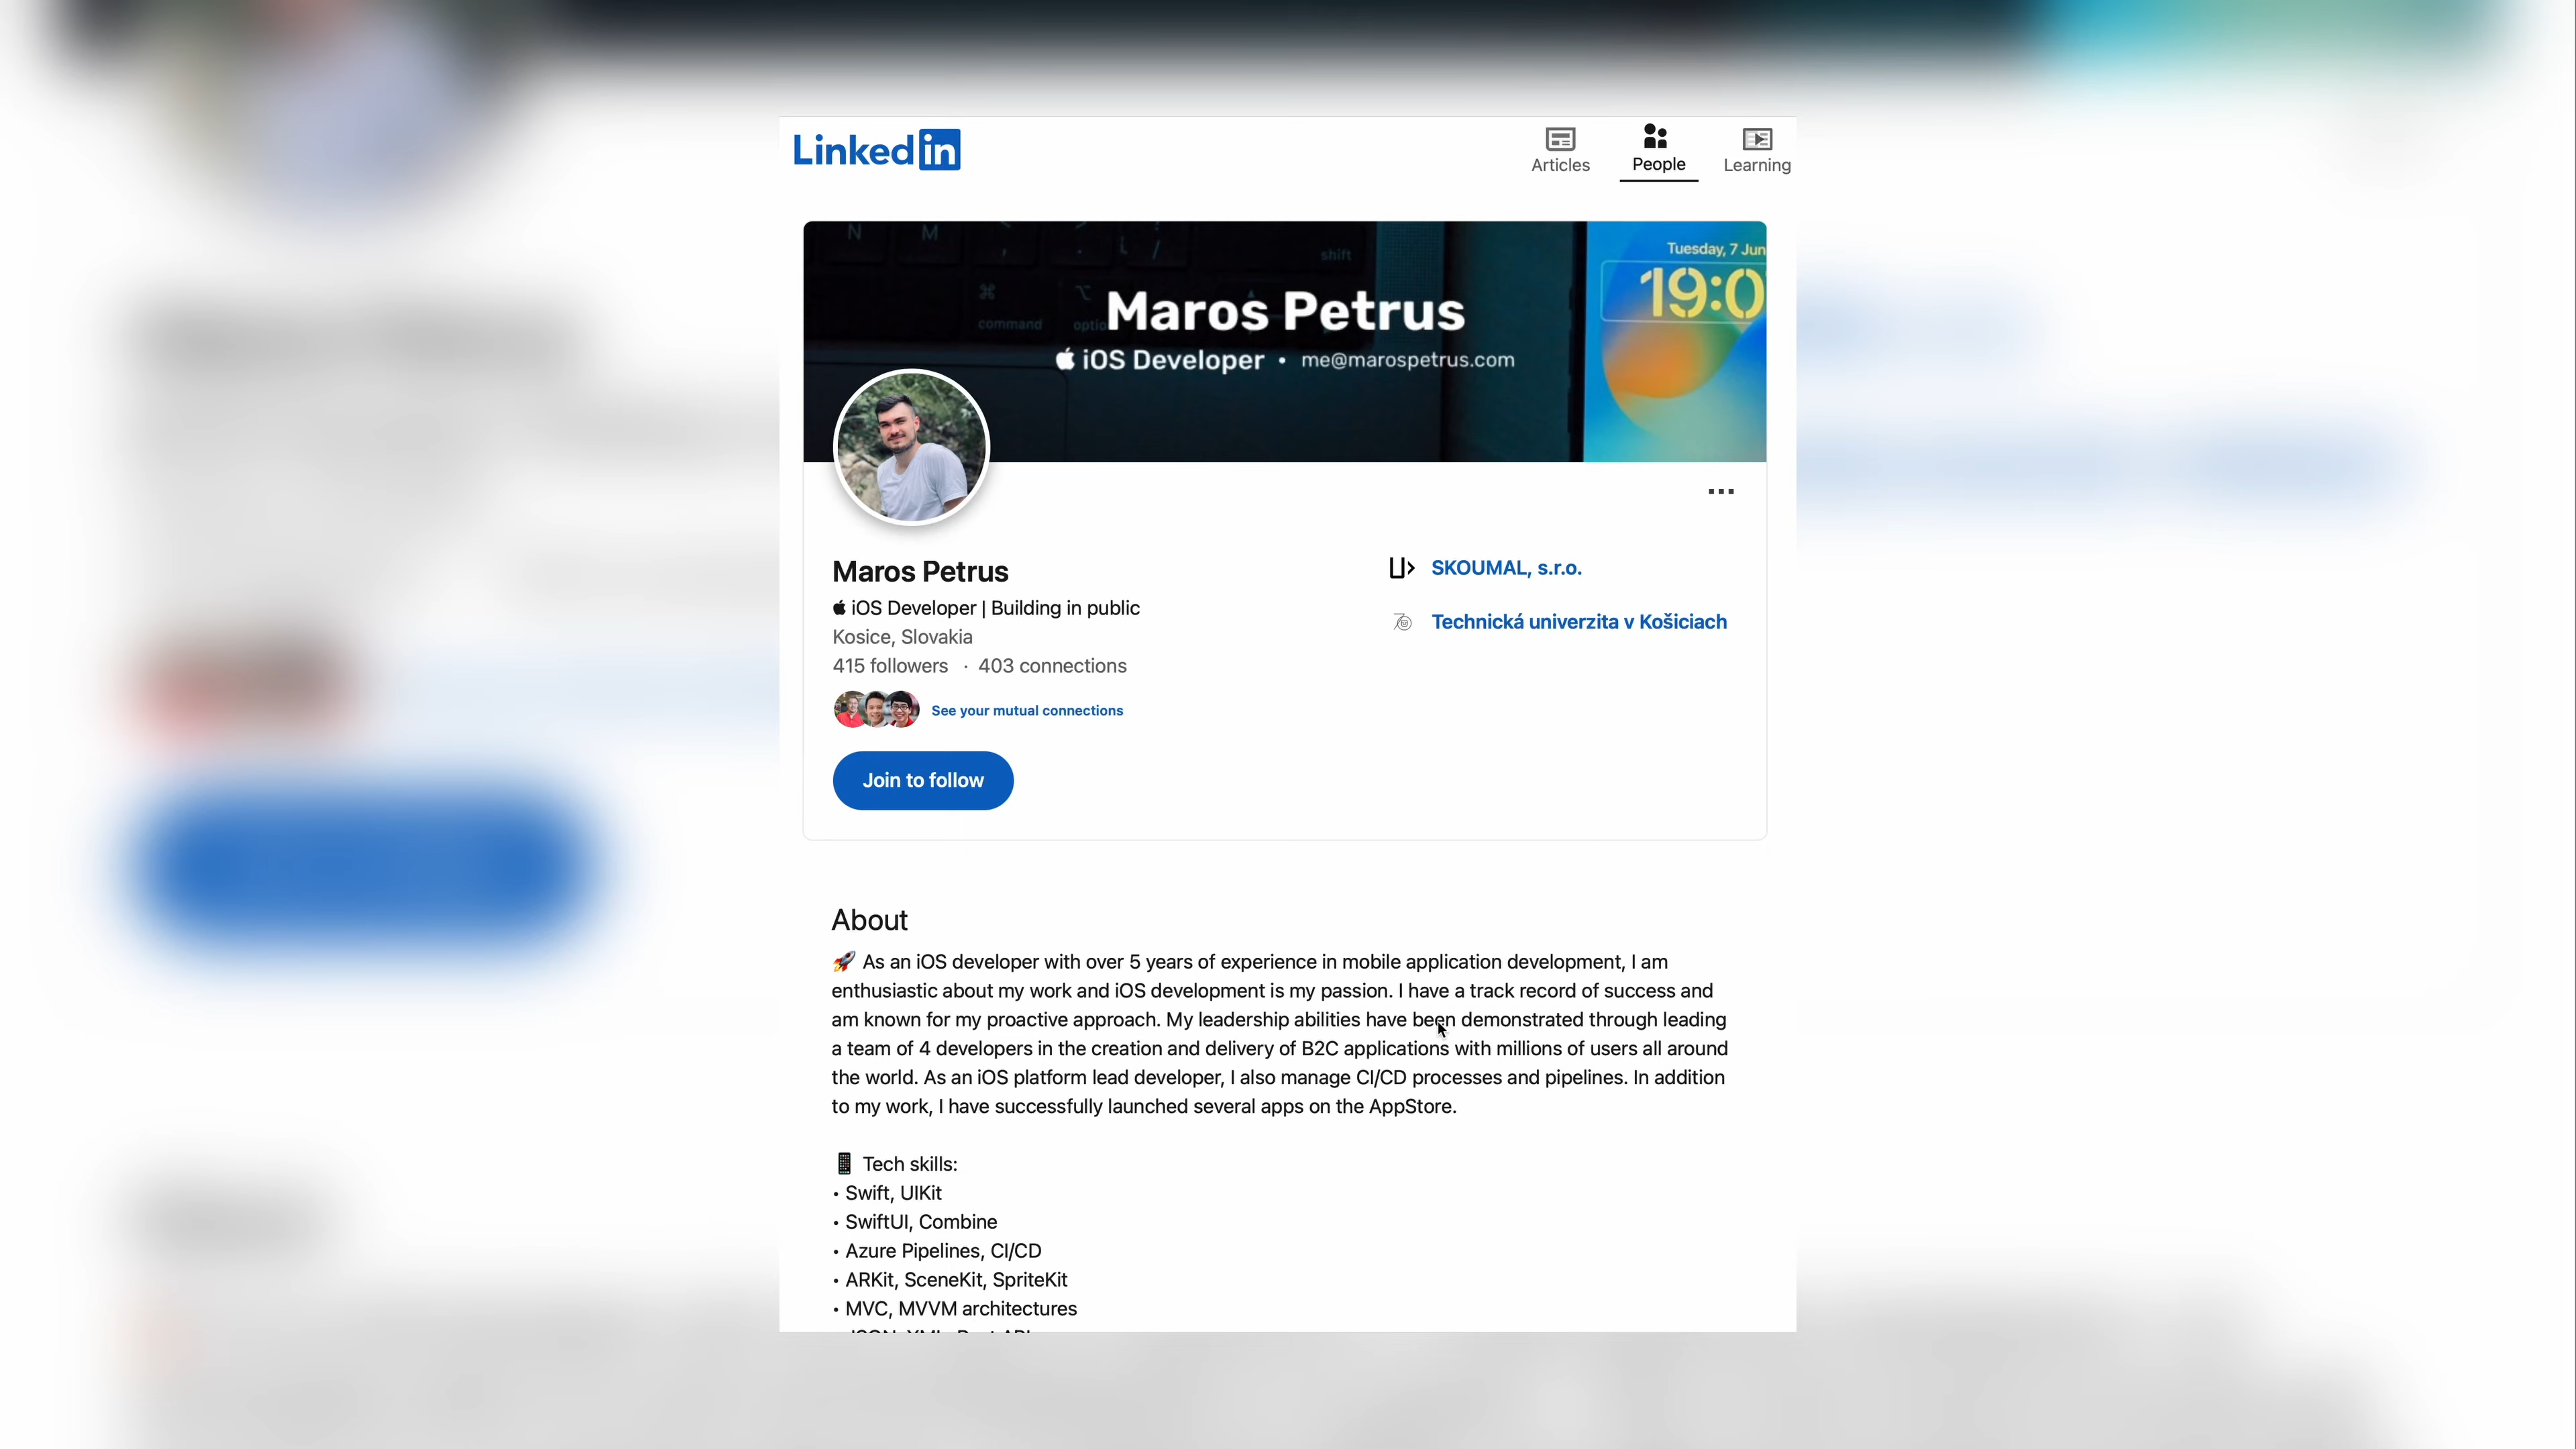 LinkedIn
Articles
People
Learning
N M shift
command optio
Tuesday, 7 Jun
19:0
Maros Petrus
iOS Developer • me@marospetrus.com
Maros Petrus
iOS Developer | Building in public
Kosice, Slovakia
415 followers · 403 connections
See your mutual connections
Join to follow
SKOUMAL, s.r.o.
Technická univerzita v Košiciach
About
🚀 As an iOS developer with over 5 years of experience in mobile application development, I am
enthusiastic about my work and iOS development is my passion. I have a track record of success and
am known for my proactive approach. My leadership abilities have been demonstrated through leading
a team of 4 developers in the creation and delivery of B2C applications with millions of users all around
the world. As an iOS platform lead developer, I also manage CI/CD processes and pipelines. In addition
to my work, I have successfully launched several apps on the AppStore.
📱 Tech skills:
• Swift, UIKit
• SwiftUI, Combine
• Azure Pipelines, CI/CD
• ARKit, SceneKit, SpriteKit
• MVC, MVVM architectures